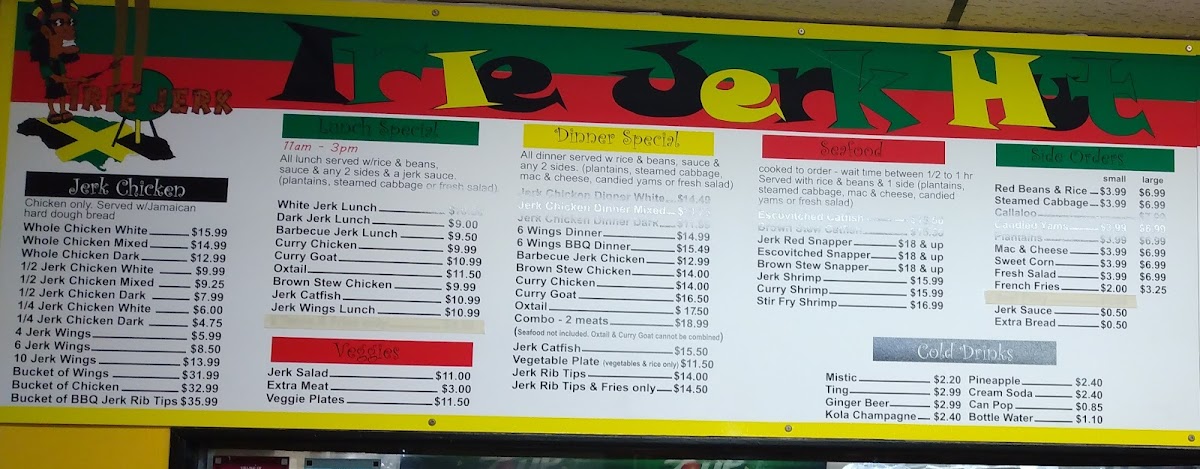 Irie Jerk Hut
IRIE JERK
Jerk Chicken
Chicken only. Served w/Jamaican
hard dough bread
Whole Chicken White $15.99
Whole Chicken Mixed $14.99
Whole Chicken Dark $12.99
1/2 Jerk Chicken White $9.99
1/2 Jerk Chicken Mixed $9.25
1/2 Jerk Chicken Dark $7.99
1/4 Jerk Chicken White $6.00
1/4 Jerk Chicken Dark $4.75
4 Jerk Wings $5.99
6 Jerk Wings $8.50
10 Jerk Wings $13.99
Bucket of Wings $31.99
Bucket of Chicken $32.99
Bucket of BBQ Jerk Rib Tips $35.99
Lunch Special
11am - 3pm
All lunch served w/rice & beans,
sauce & any 2 sides & a jerk sauce.
(plantains, steamed cabbage or fresh salad)
White Jerk Lunch
Dark Jerk Lunch $9.00
Barbecue Jerk Lunch $9.50
Curry Chicken $9.99
Curry Goat $10.99
Oxtail $11.50
Brown Stew Chicken $9.99
Jerk Catfish $10.99
Jerk Wings Lunch $10.99
Veggies
Jerk Salad $11.00
Extra Meat $3.00
Veggie Plates $11.50
Dinner Special
All dinner served w rice & beans, sauce &
any 2 sides. (plantains, steamed cabbage,
mac & cheese, candied yams or fresh salad)
Jerk Chicken Dinner White $14.49
Jerk Chicken Dinner Mixed
Jerk Chicken Dinner Dark
6 Wings Dinner $14.99
6 Wings BBQ Dinner $15.49
Barbecue Jerk Chicken $12.99
Brown Stew Chicken $14.00
Curry Chicken $14.00
Curry Goat $16.50
Oxtail $ 17.50
Combo - 2 meats $18.99
(Seafood not included, Oxtail & Curry Goat cannot be combined)
Jerk Catfish $15.50
Vegetable Plate (vegetables & rice only) $11.50
Jerk Rib Tips $14.00
Jerk Rib Tips & Fries only $14.50
Seafood
cooked to order - wait time between 1/2 to 1 hr
Served with rice & beans & 1 side (plantains,
steamed cabbage, mac & cheese, candied
yams or fresh salad)
Escovitched Catfish
Brown Stew Catfish
Jerk Red Snapper $18 & up
Escovitched Snapper $18 & up
Brown Stew Snapper $18 & up
Jerk Shrimp $15.99
Curry Shrimp $15.99
Stir Fry Shrimp $16.99
Side Orders
small large
Red Beans & Rice $3.99 $6.99
Steamed Cabbage $3.99 $6.99
Callaloo
Candied Yams $3.99 $6.99
Plantains $3.99 $6.99
Mac & Cheese $3.99 $6.99
Sweet Corn $3.99 $6.99
Fresh Salad $3.99 $6.99
French Fries $2.00 $3.25
Jerk Sauce $0.50
Extra Bread $0.50
Cold Drinks
Mistic $2.20
Ting $2.99
Ginger Beer $2.99
Kola Champagne $2.40
Pineapple $2.40
Cream Soda $2.40
Can Pop $0.85
Bottle Water $1.10